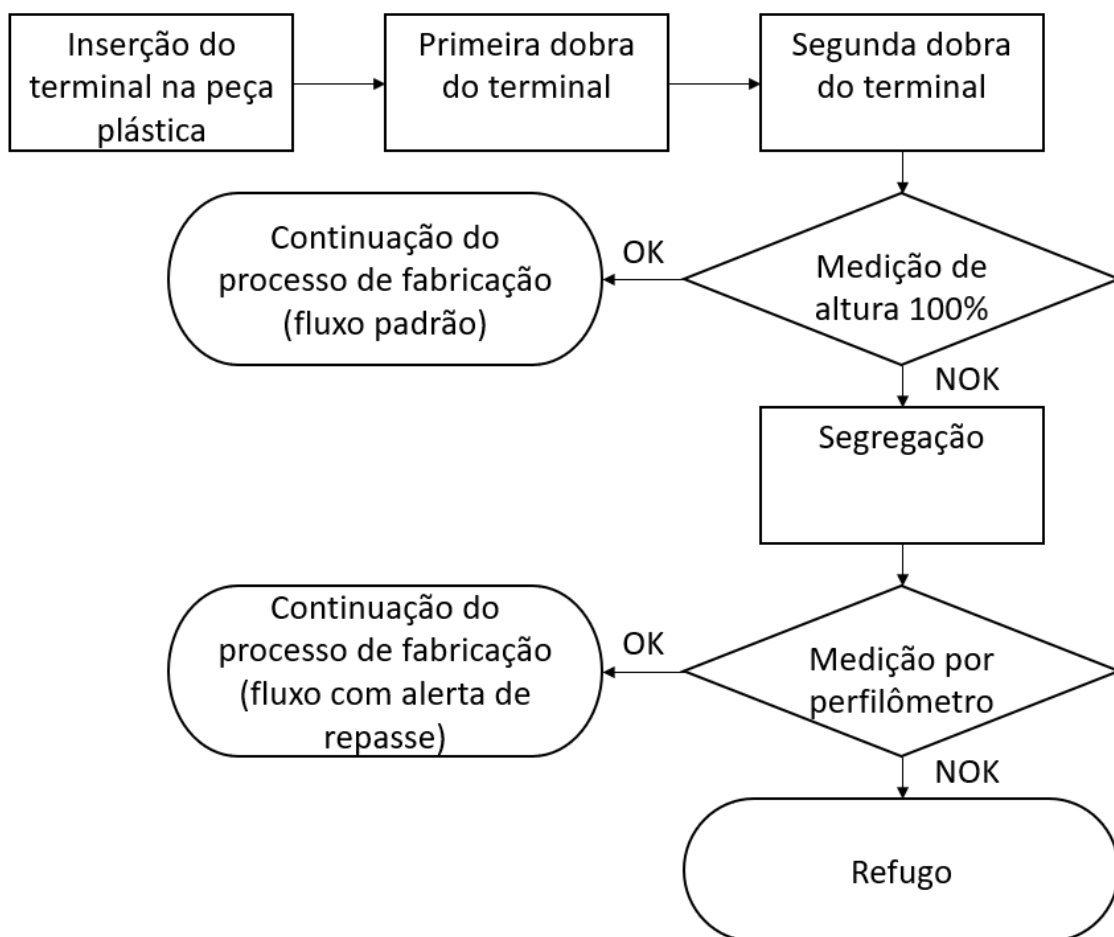 Inserção do
terminal na peça
plástica
Primeira dobra
do terminal
Segunda dobra
do terminal
Continuação do
processo de fabricação
(fluxo padrão)
OK
Medição de
altura 100%
NOK
Segregação
Continuação do
processo de fabricação
(fluxo com alerta de
repasse)
OK
Medição por
perfilômetro
NOK
Refugo